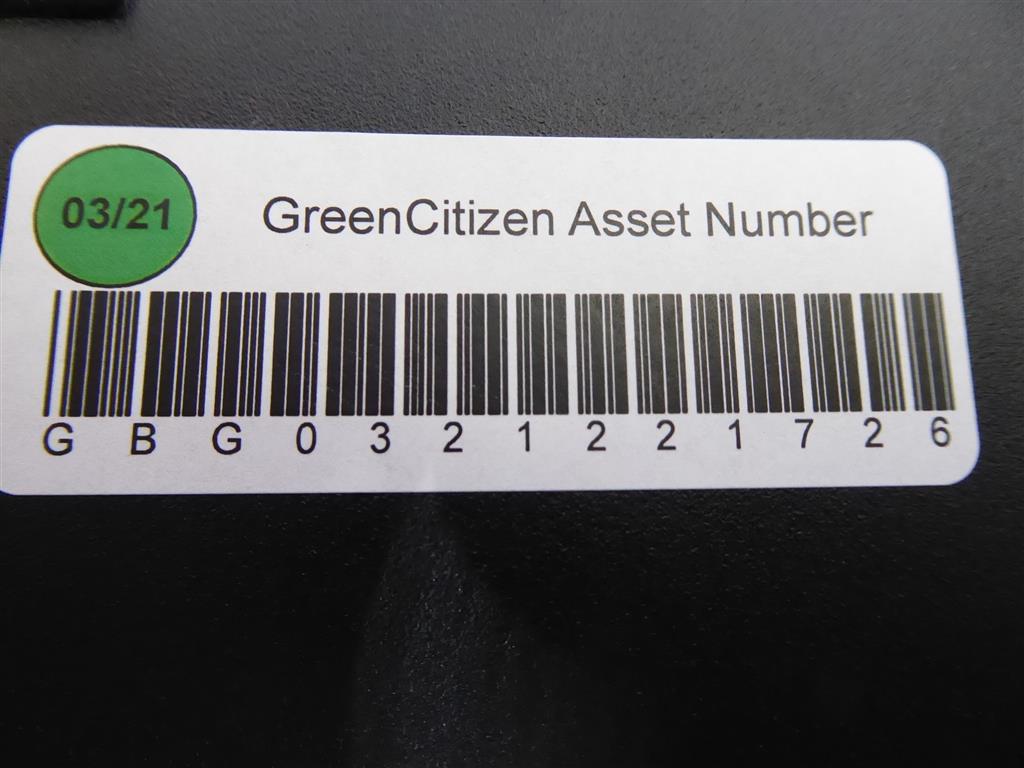 03/21
GreenCitizen Asset Number
G B G 0 3 2 1 2 2 1 7 2 6